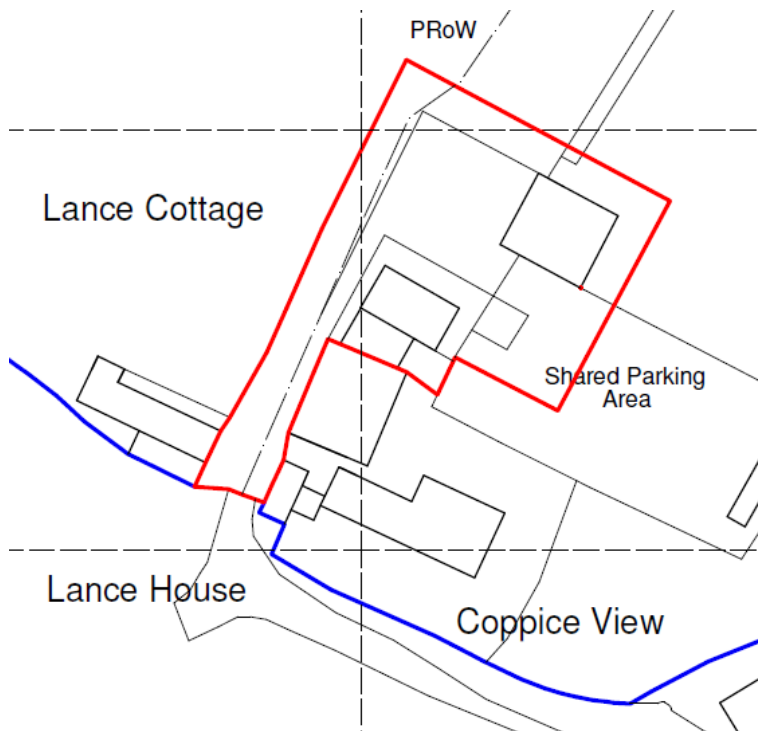 PRoW
Lance Cottage
Shared Parking
Area
Lance House
Coppice View